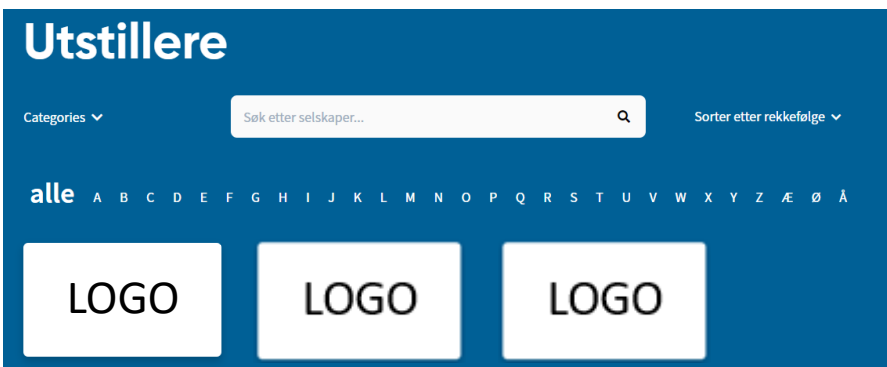 Utstillere
Categories Søk etter selskaper... Sorter etter rekkefølge
alle A B C D E F G H I J K L M N O P Q R S T U V W X Y Z Æ Ø Å
LOGO LOGO LOGO